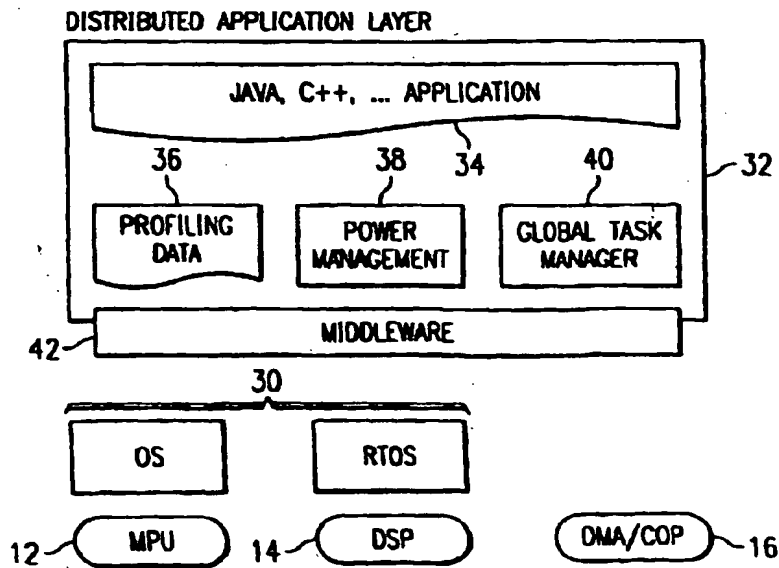 DISTRIBUTED APPLICATION LAYER
JAVA, C++, ... APPLICATION
36
38
34
40
32
PROFILING
DATA
POWER
MANAGEMENT
GLOBAL TASK
MANAGER
MIDDLEWARE
42
30
OS
RTOS
12
MPU
14
DSP
DMA/COP
16